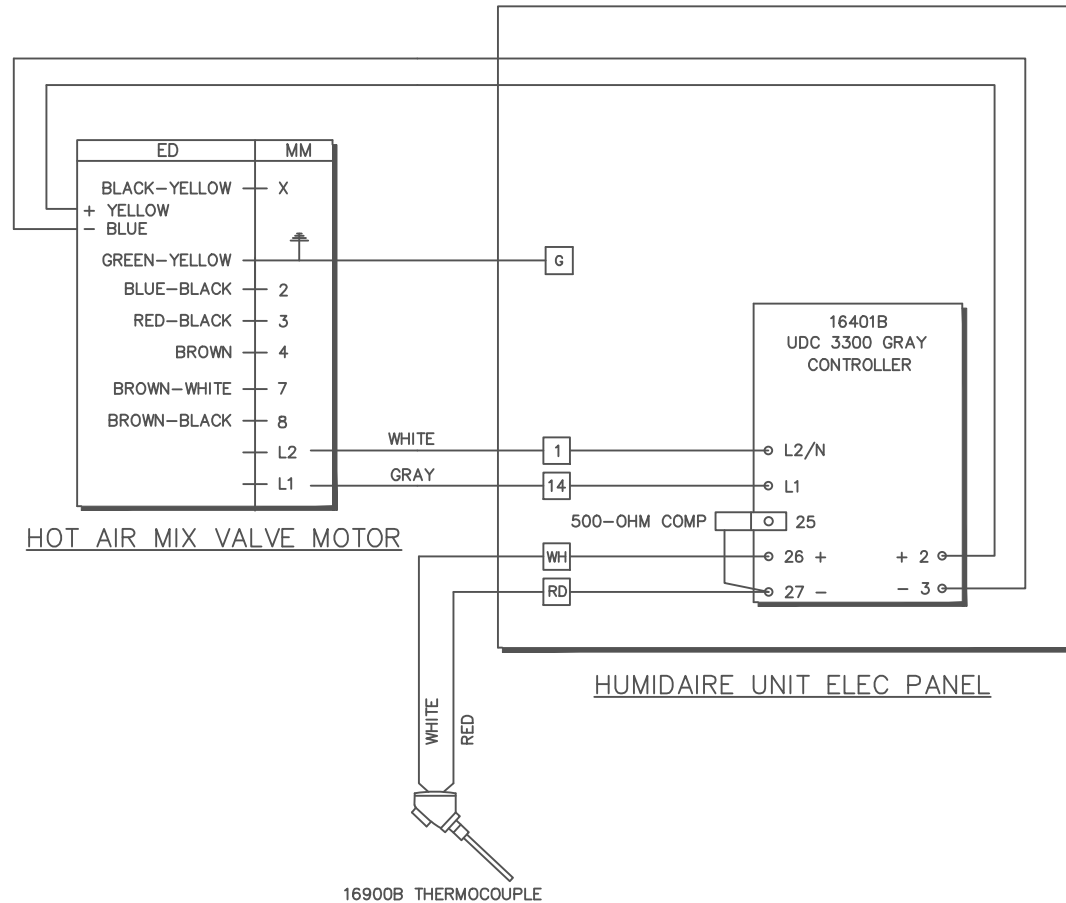 ED MM
BLACK-YELLOW X
+ YELLOW
- BLUE
GREEN-YELLOW
G
BLUE-BLACK 2
RED-BLACK 3
BROWN 4
BROWN-WHITE 7
BROWN-BLACK 8
L2 WHITE 1 L2/N
L1 GRAY 14 L1
HOT AIR MIX VALVE MOTOR
16401B
UDC 3300 GRAY
CONTROLLER
500-OHM COMP 25
WH 26 + + 2
RD 27 - - 3
HUMIDAIRE UNIT ELEC PANEL
WHITE
RED
16900B THERMOCOUPLE